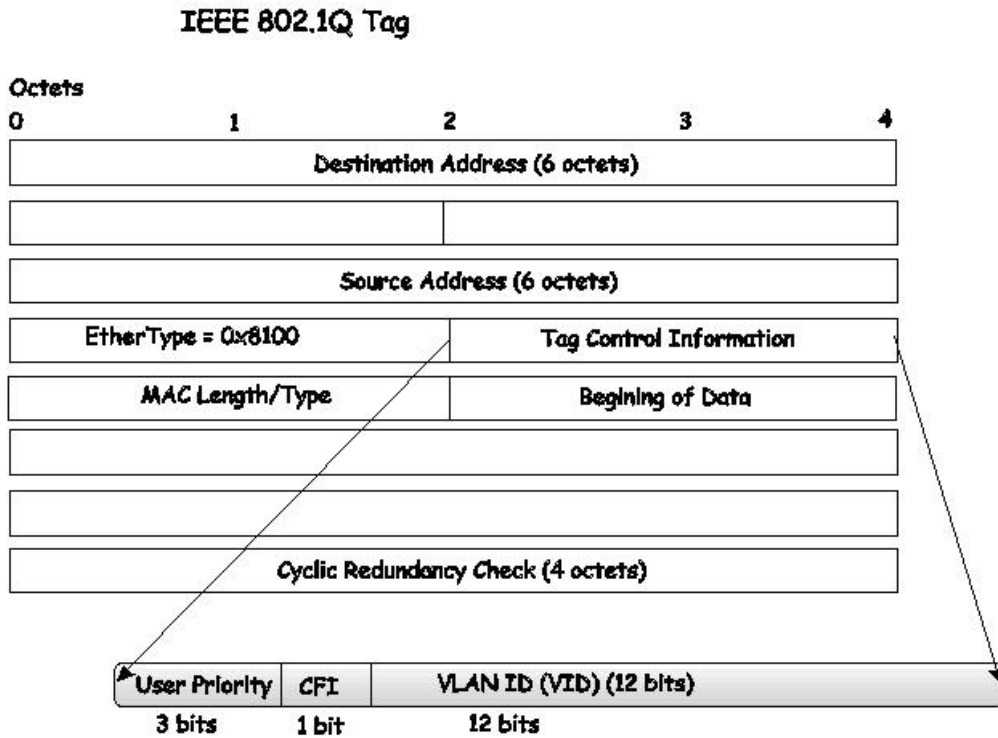 IEEE 802.1Q Tag
Octets
0 1 2 3 4
Destination Address (6 octets)
Source Address (6 octets)
EtherType = 0x8100 Tag Control Information
MAC Length/Type Begining of Data
Cyclic Redundancy Check (4 octets)
User Priority CFI VLAN ID (VID) (12 bits)
3 bits 1 bit 12 bits